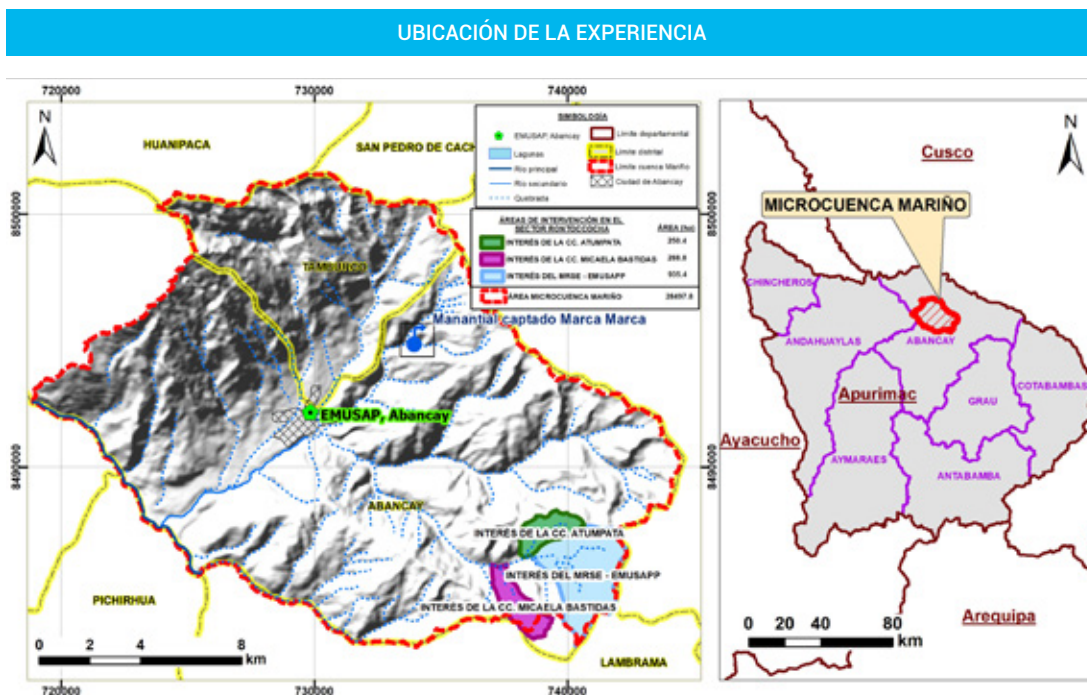 UBICACIÓN DE LA EXPERIENCIA
720000
730000
740000
N
HUANIPACA
SAN PEDRO DE CACH
SIMBOLOGÍA
EMUSAP, Abancay
Lagunas
Río principal
Río secundario
Quebrada
Límite departamental
Límite distrital
Límite cuenca Mariño
Ciudad de Abancay
8500000
8500000
ÁREAS DE INTERVENCIÓN EN EL
SECTOR RONTOCCOCHA
ÁREA (ha)
INTERÉS DE LA CC. ATUMPATA
INTERÉS DE LA CC. MICAELA BASTIDAS
INTERÉS DEL MRSE - EMUSAPP
935.4
ÁREA MICROCUENCA MARIÑO
TAMBURCO
Manantial captado Marca Marca
EMUSAP, Abancay
8490000
8490000
ABANCAY
INTERÉS DE LA CC. ATUMPATA
INTERÉS DEL MRSE - EMUSAPP
INTERÉS DE LA CC. MICAELA BASTIDAS
PICHIRHUA
LAMBRAMA
0 2 4 8
km
720000
730000
740000
N
Cusco
MICROCUENCA MARIÑO
CHINCHEROS
ANDAHUAYLAS
ABANCAY
COTABAMBAS
Apurimac
GRAU
Ayacucho
AYMARAES
ANTABAMBA
Arequipa
0 20 40 80
km